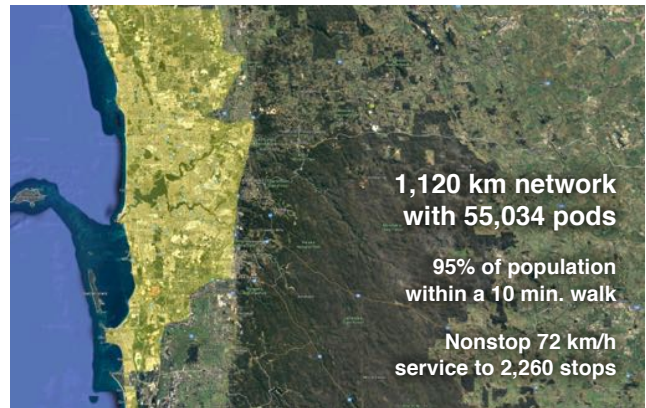 1,120 km network
with 55,034 pods
95% of population
within a 10 min. walk
Nonstop 72 km/h
service to 2,260 stops